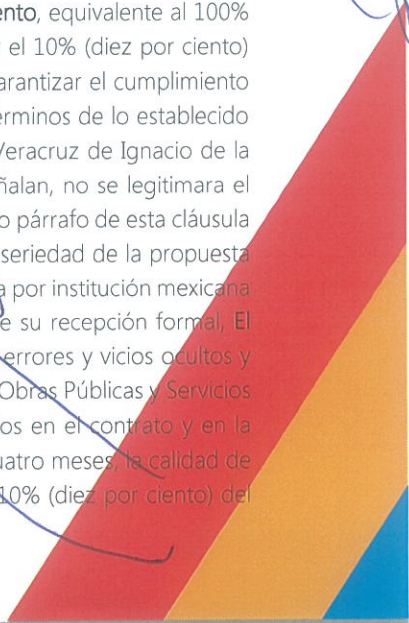 ento, equivalente al 100%
el 10% (diez por ciento)
arantizar el cumplimiento
érminos de lo establecido
Veracruz de Ignacio de la
ñalan, no se legitimara el
o párrafo de esta cláusula
seriedad de la propuesta
a por institución mexicana
e su recepción formal, El
errores y vicios ocultos y
Obras Públicas y Servicios
os en el contrato y en la
uatro meses, la calidad de
10% (diez por ciento) del